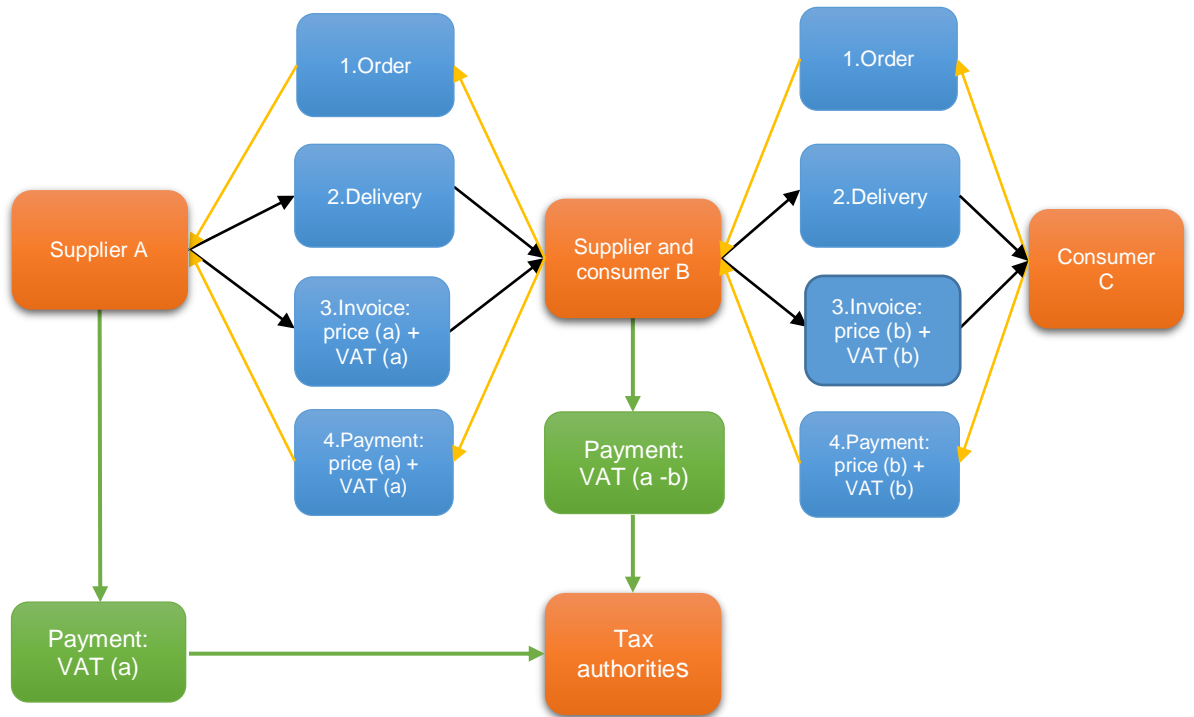 1.Order
1.Order
2.Delivery
2.Delivery
Supplier A
Supplier and
consumer B
Consumer
C
3.Invoice:
price (a) +
VAT (a)
3.Invoice:
price (b) +
VAT (b)
4.Payment:
price (a) +
VAT (a)
Payment:
VAT (a -b)
4.Payment:
price (b) +
VAT (b)
Payment:
VAT (a)
Tax
authorities